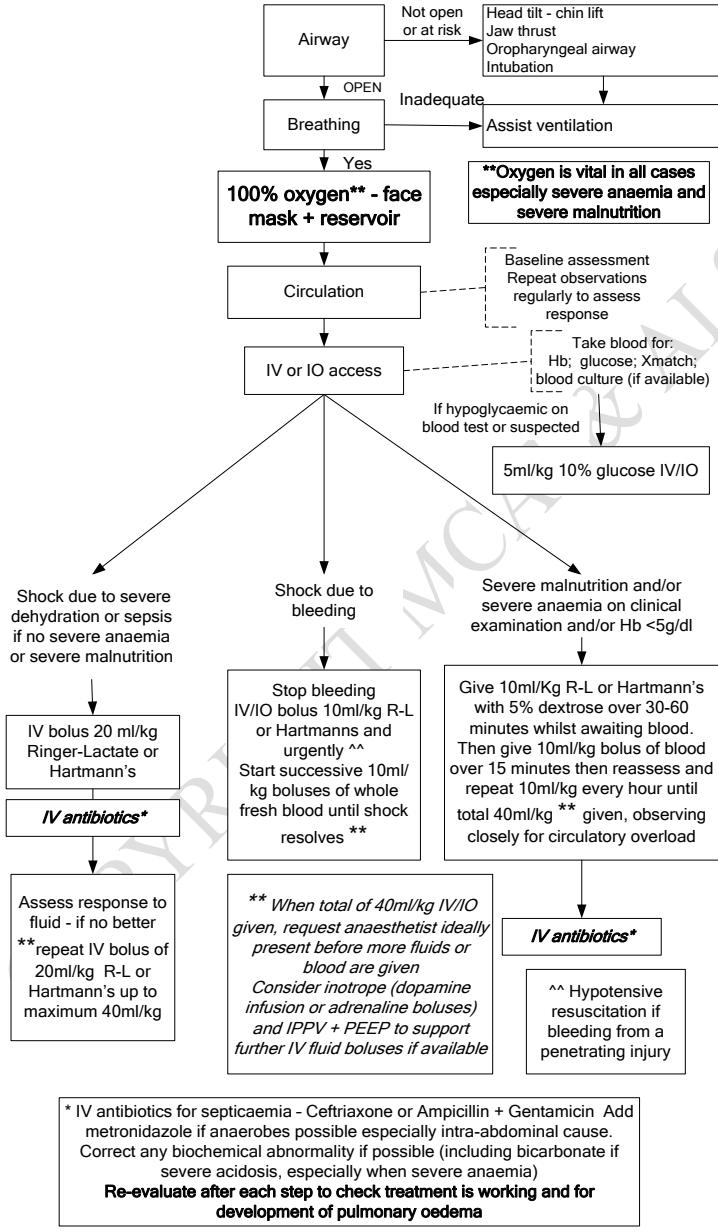 Airway
Not open
or at risk
Head tilt - chin lift
Jaw thrust
Oropharyngeal airway
Intubation
OPEN
Breathing
Inadequate
Assist ventilation
Yes
100% oxygen** - face
mask + reservoir
**Oxygen is vital in all cases
especially severe anaemia and
severe malnutrition
Circulation
Baseline assessment
Repeat observations
regularly to assess
response
IV or IO access
Take blood for:
Hb; glucose; Xmatch;
blood culture (if available)
If hypoglycaemic on
blood test or suspected
5ml/kg 10% glucose IV/IO
Shock due to severe
dehydration or sepsis
if no severe anaemia
or severe malnutrition
IV bolus 20 ml/kg
Ringer-Lactate or
Hartmann's
IV antibiotics*
Assess response to
fluid - if no better
**repeat IV bolus of
20ml/kg R-L or
Hartmann's up to
maximum 40ml/kg
Shock due to
bleeding
Stop bleeding
IV/IO bolus 10ml/kg R-L
or Hartmanns and
urgently ^^
Start successive 10ml/
kg boluses of whole
fresh blood until shock
resolves **
** When total of 40ml/kg IV/IO
given, request anaesthetist ideally
present before more fluids or
blood are given
Consider inotrope (dopamine
infusion or adrenaline boluses)
and IPPV + PEEP to support
further IV fluid boluses if available
Severe malnutrition and/or
severe anaemia on clinical
examination and/or Hb <5g/dl
Give 10ml/Kg R-L or Hartmann's
with 5% dextrose over 30-60
minutes whilst awaiting blood.
Then give 10ml/kg bolus of blood
over 15 minutes then reassess and
repeat 10ml/kg every hour until
total 40ml/kg ** given, observing
closely for circulatory overload
IV antibiotics*
^^ Hypotensive
resuscitation if
bleeding from a
penetrating injury
* IV antibiotics for septicaemia - Ceftriaxone or Ampicillin + Gentamicin Add
metronidazole if anaerobes possible especially intra-abdominal cause.
Correct any biochemical abnormality if possible (including bicarbonate if
severe acidosis, especially when severe anaemia)
Re-evaluate after each step to check treatment is working and for
development of pulmonary oedema